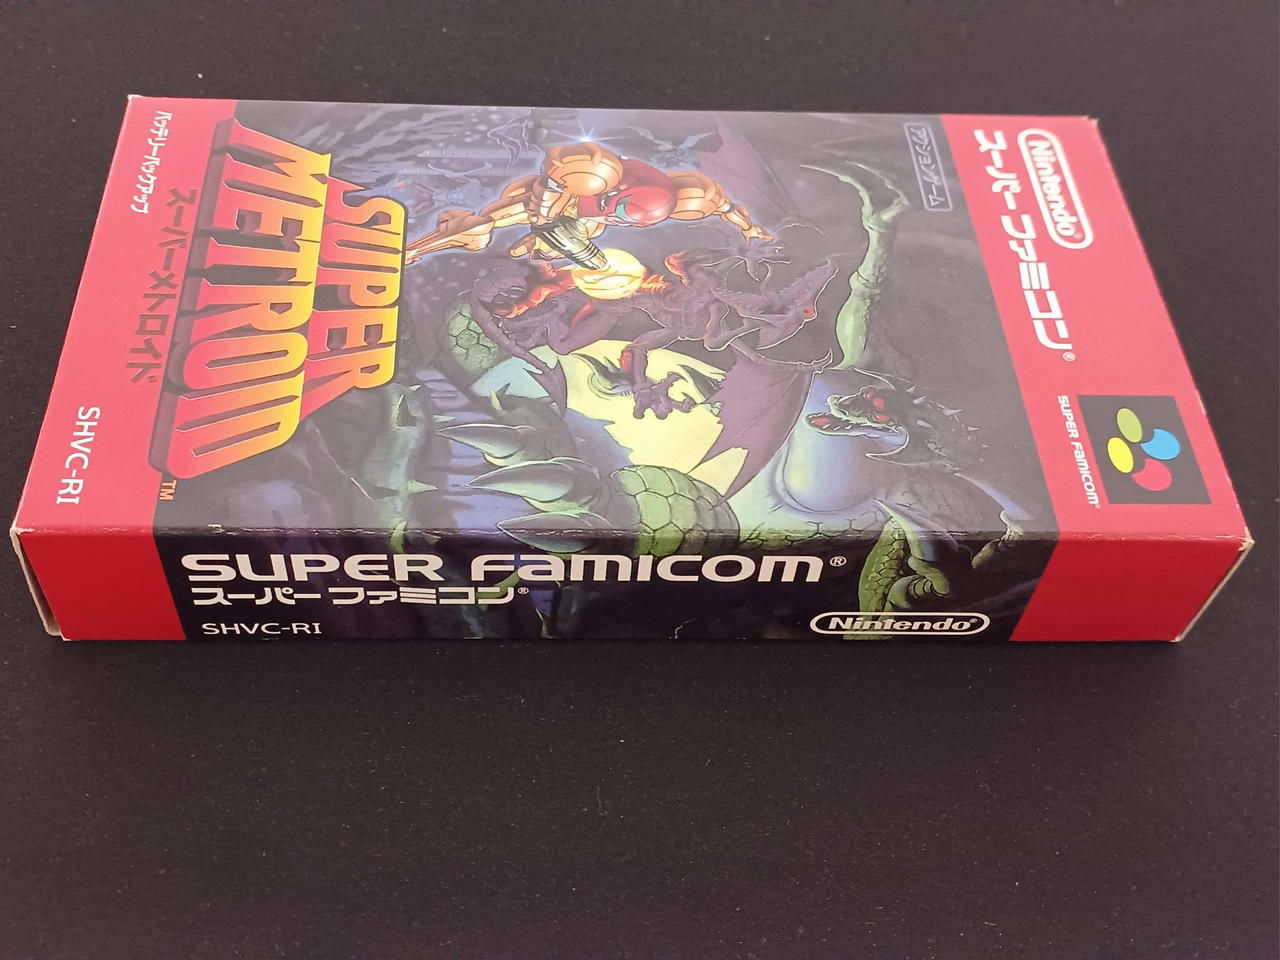 Nintendo®
スーパーファミコン®
SUPER FAMICOM®
アクションゲーム
SUPER
METROID™
スーパーメトロイド
バッテリーバックアップ
SHVC-RI
SUPER FAMICOM®
スーパーファミコン®
SHVC-RI
Nintendo®